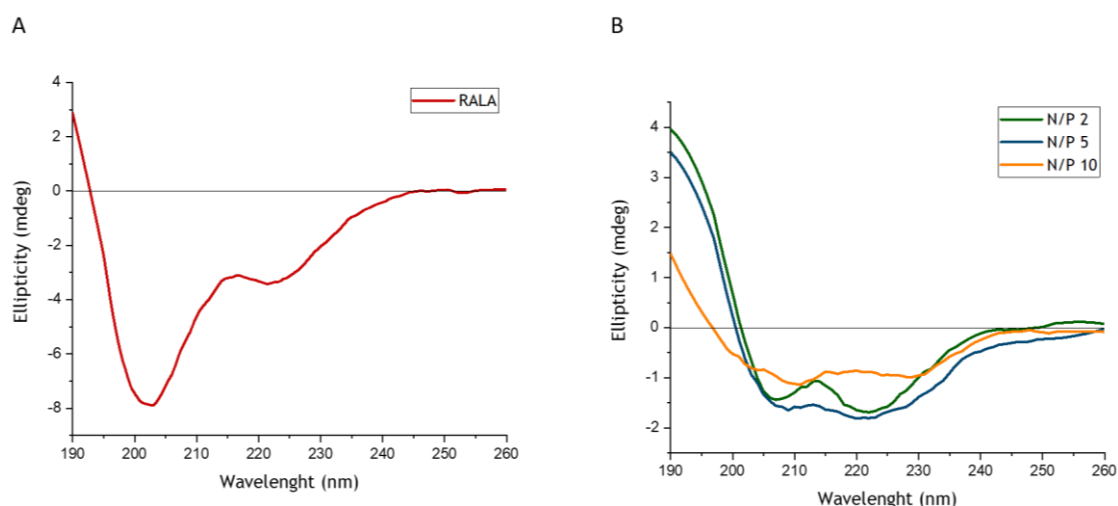 A
B
RALA
4
2
0
-2
-4
-6
-8
190 200 210 220 230 240 250 260
Ellipticity (mdeg)
Wavelenght (nm)
N/P 2
N/P 5
N/P 10
4
3
2
1
0
-1
-2
190 200 210 220 230 240 250 260
Ellipticity (mdeg)
Wavelenght (nm)